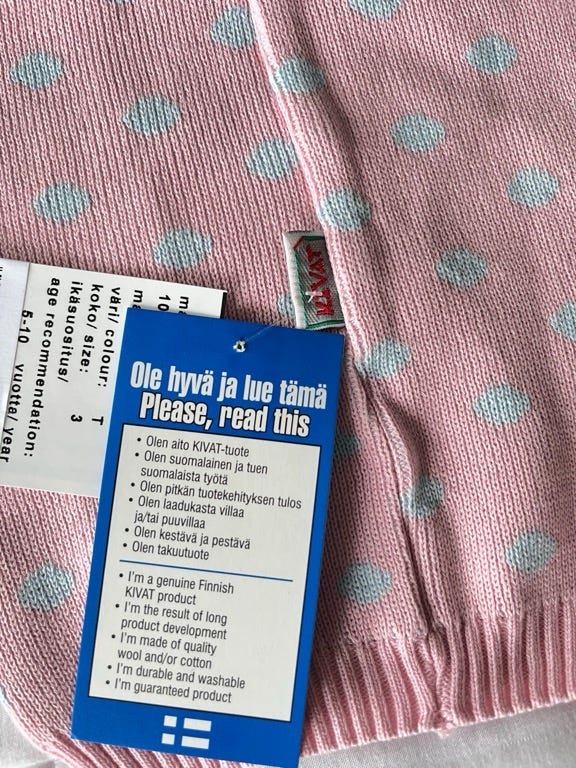 KIVAT
väri/ colour: T
koko/ size: 3
ikäsuositus/
age recommendation:
5-10 vuotta/ year
Ole hyvä ja lue tämä
Please, read this
• Olen aito KIVAT-tuote
• Olen suomalainen ja tuen
suomalaista työtä
• Olen pitkän tuotekehityksen tulos
• Olen laadukasta villaa
ja/tai puuvillaa
• Olen kestävä ja pestävä
• Olen takuutuote
• I'm a genuine Finnish
KIVAT product
• I'm the result of long
product development
• I'm made of quality
wool and/or cotton
• I'm durable and washable
• I'm guaranteed product